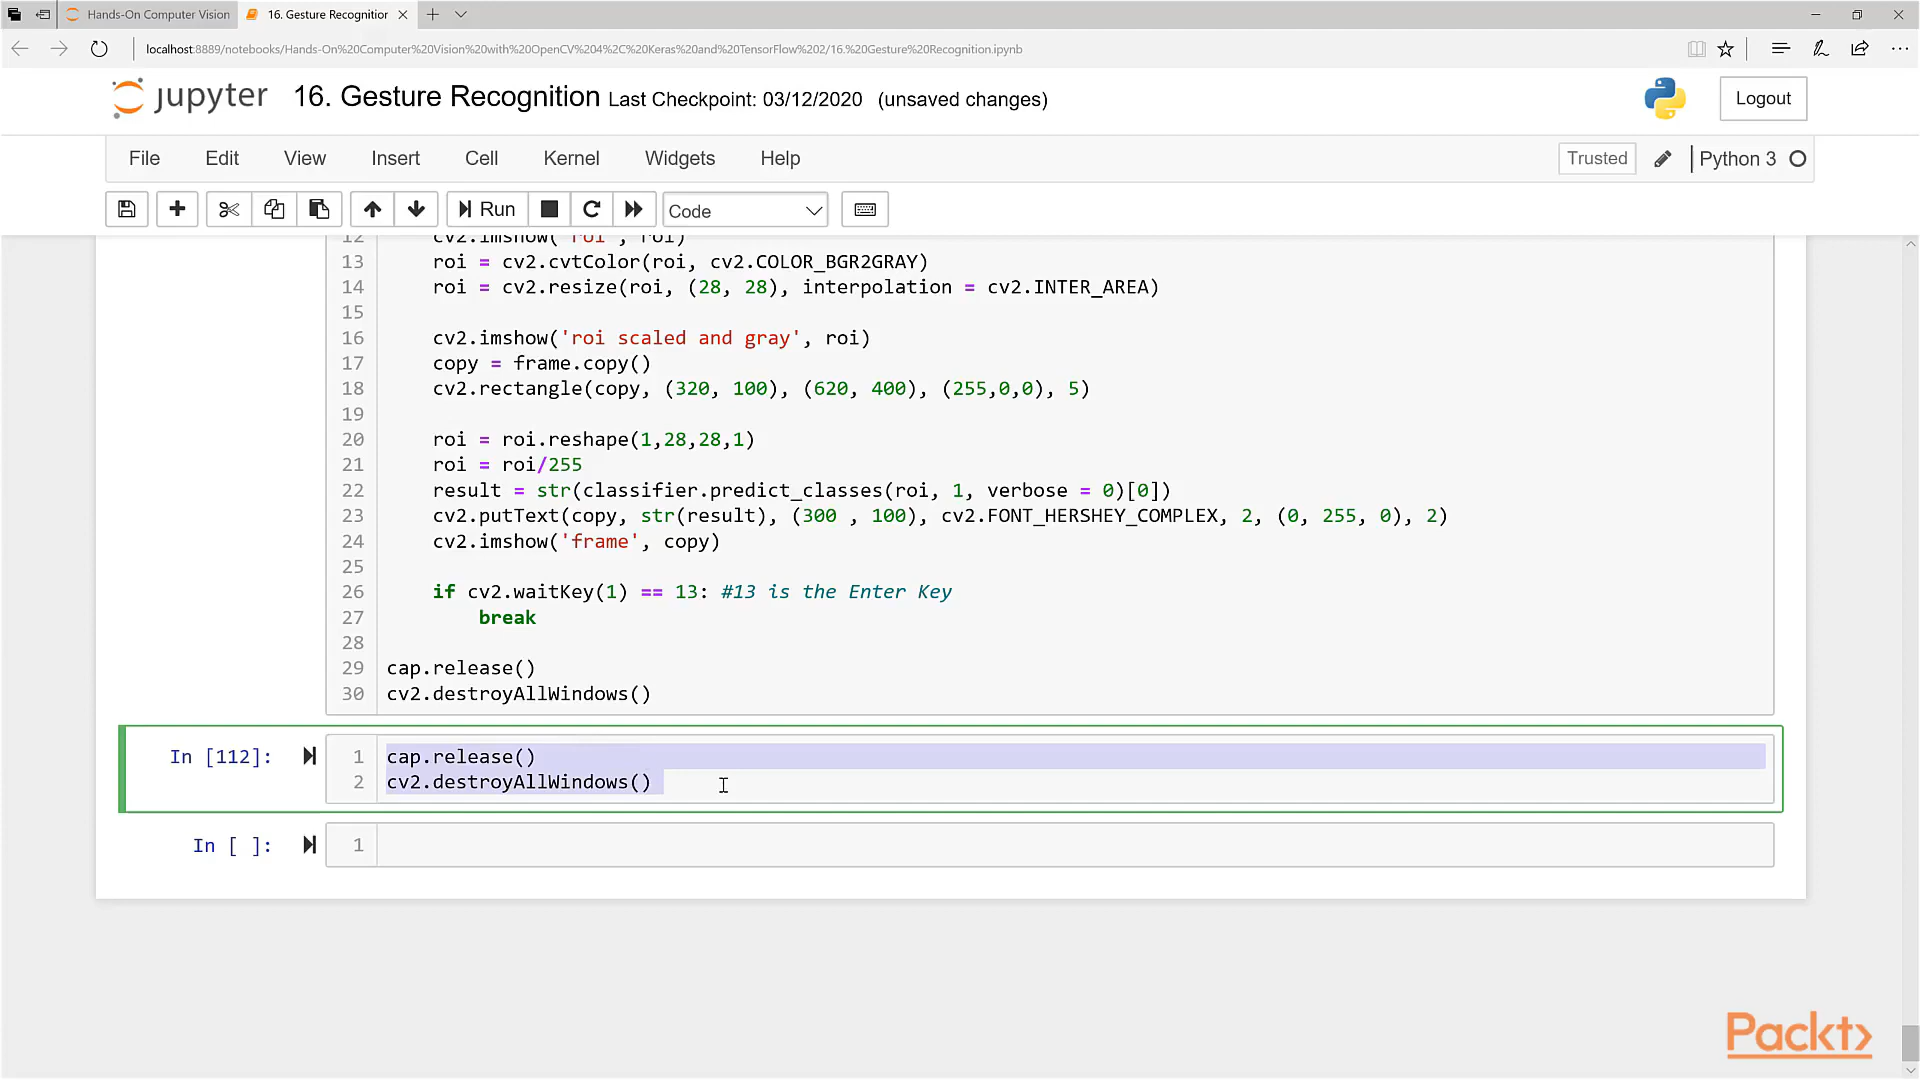 Hands-On Computer Vision
16. Gesture Recognition
localhost:8889/notebooks/Hands-On%20Computer%20Vision%20with%20OpenCV%204%2C%20Keras%20and%20TensorFlow%202/16.%20Gesture%20Recognition.ipynb
jupyter 16. Gesture Recognition Last Checkpoint: 03/12/2020 (unsaved changes) Logout
File Edit View Insert Cell Kernel Widgets Help Trusted Python 3
Run Code
12 cv2.imshow('roi', roi)
13 roi = cv2.cvtColor(roi, cv2.COLOR_BGR2GRAY)
14 roi = cv2.resize(roi, (28, 28), interpolation = cv2.INTER_AREA)
15
16 cv2.imshow('roi scaled and gray', roi)
17 copy = frame.copy()
18 cv2.rectangle(copy, (320, 100), (620, 400), (255,0,0), 5)
19
20 roi = roi.reshape(1,28,28,1)
21 roi = roi/255
22 result = str(classifier.predict_classes(roi, 1, verbose = 0)[0])
23 cv2.putText(copy, str(result), (300 , 100), cv2.FONT_HERSHEY_COMPLEX, 2, (0, 255, 0), 2)
24 cv2.imshow('frame', copy)
25
26 if cv2.waitKey(1) == 13: #13 is the Enter Key
27 break
28
29 cap.release()
30 cv2.destroyAllWindows()
In [112]: 1 cap.release()
2 cv2.destroyAllWindows()
In [ ]: 1
Packt>